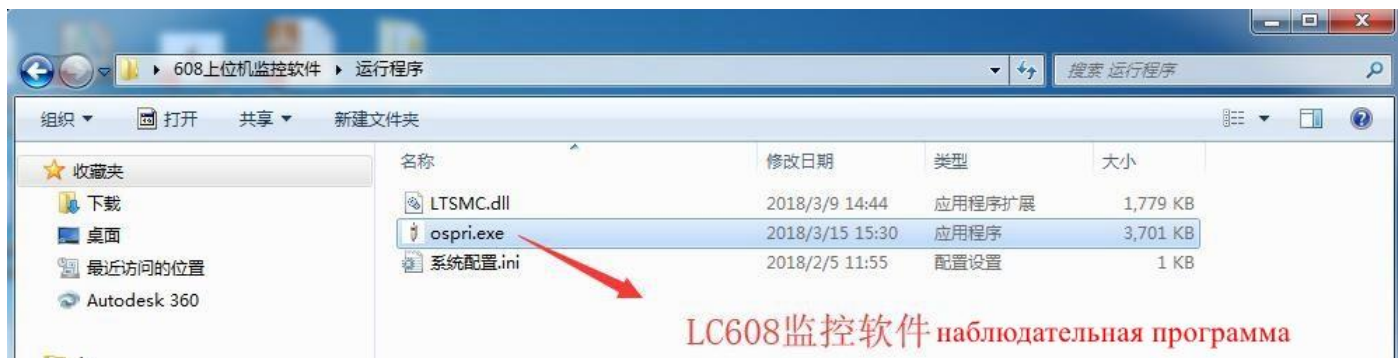 608上位机监控软件 ▸ 运行程序
搜索 运行程序
组织 打开 共享 新建文件夹
收藏夹
下载
桌面
最近访问的位置
Autodesk 360
名称 修改日期 类型 大小
LTSMC.dll 2018/3/9 14:44 应用程序扩展 1,779 KB
ospri.exe 2018/3/15 15:30 应用程序 3,701 KB
系统配置.ini 2018/2/5 11:55 配置设置 1 KB
LC608监控软件 наблюдательная программа